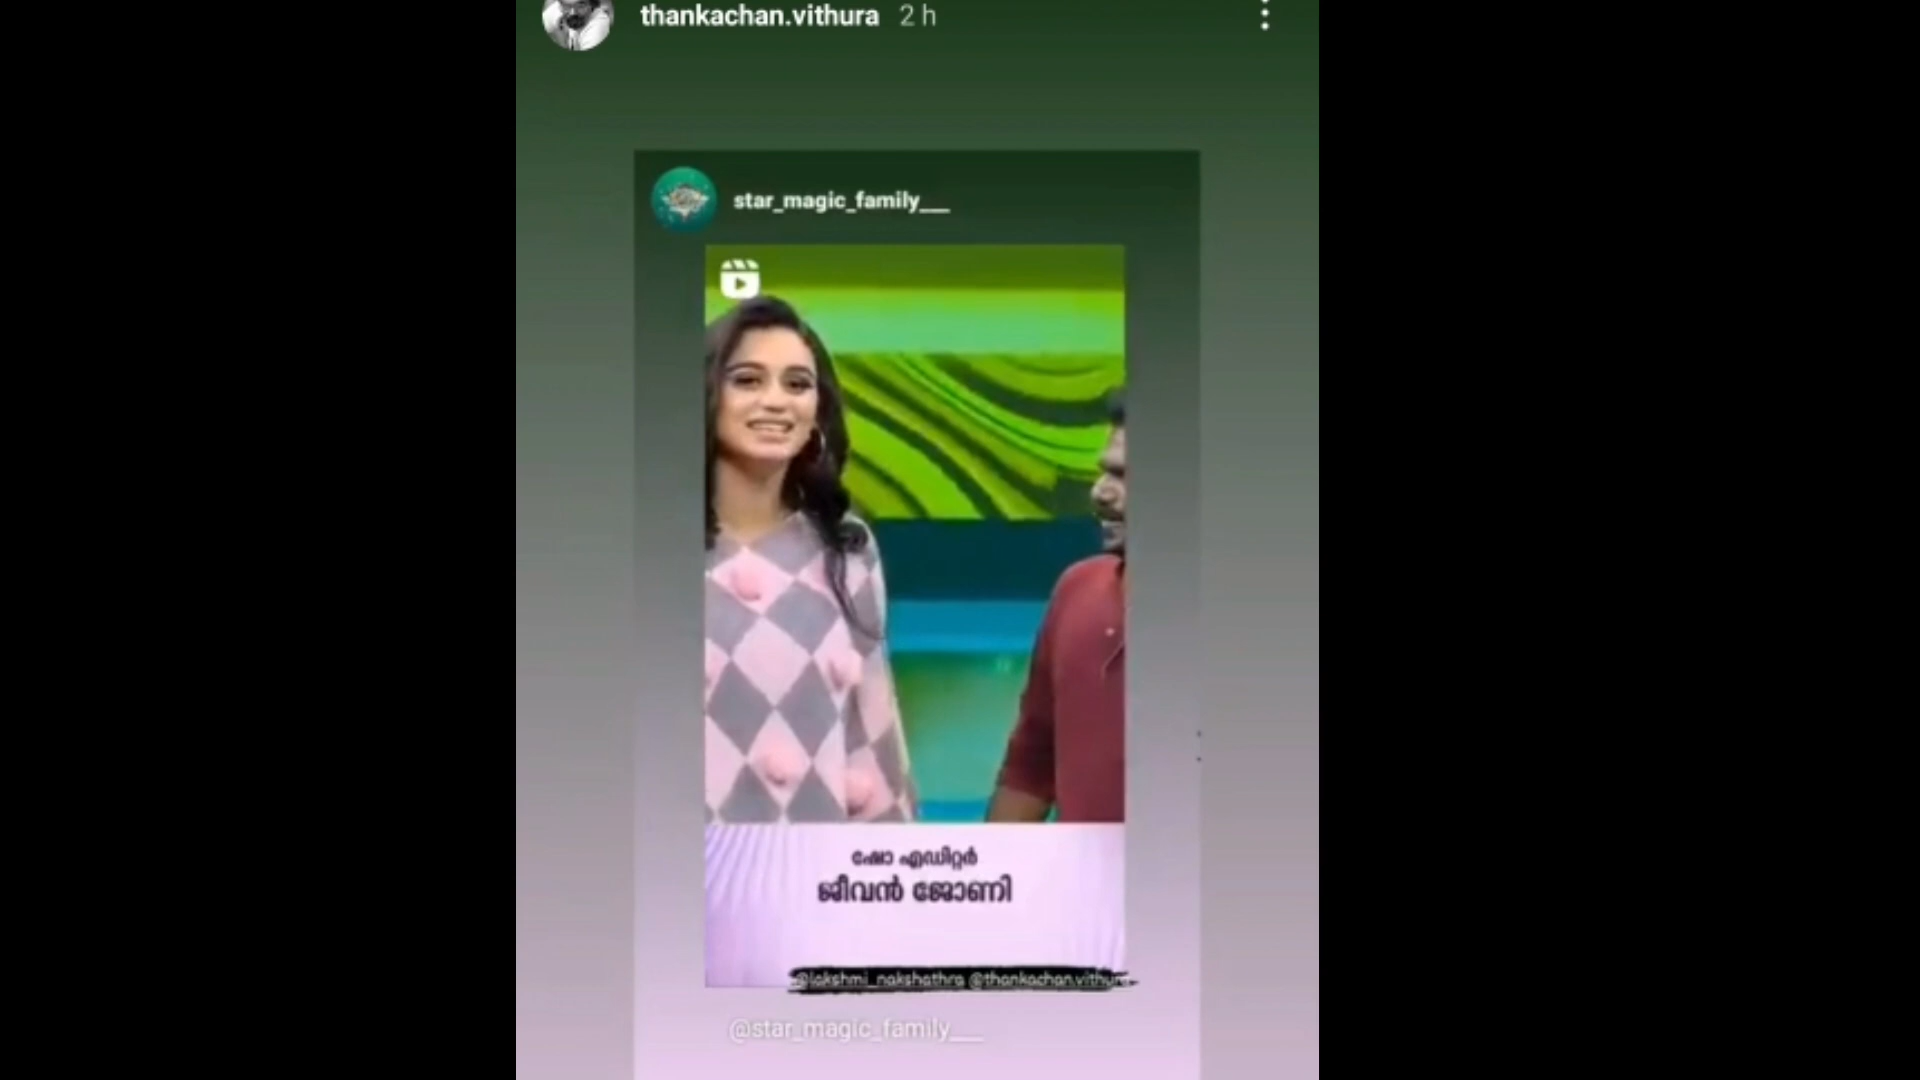 thankachan.vithura 2 h
star_magic_family___
ഷോ എഡിറ്റർ
ജീവൻ ജോണി
@lakshmi_nakshathra @thankachan.vithura
@star_magic_family___